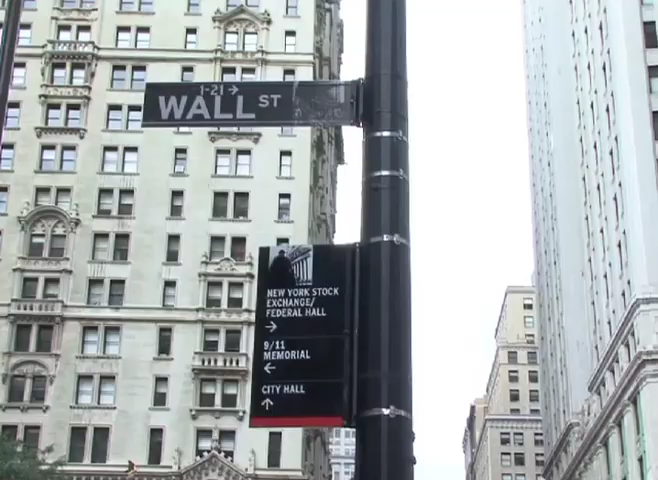 1-21 →
WALL ST
NEW YORK STOCK
EXCHANGE/
FEDERAL HALL
→
9/11
MEMORIAL
←
CITY HALL
↑